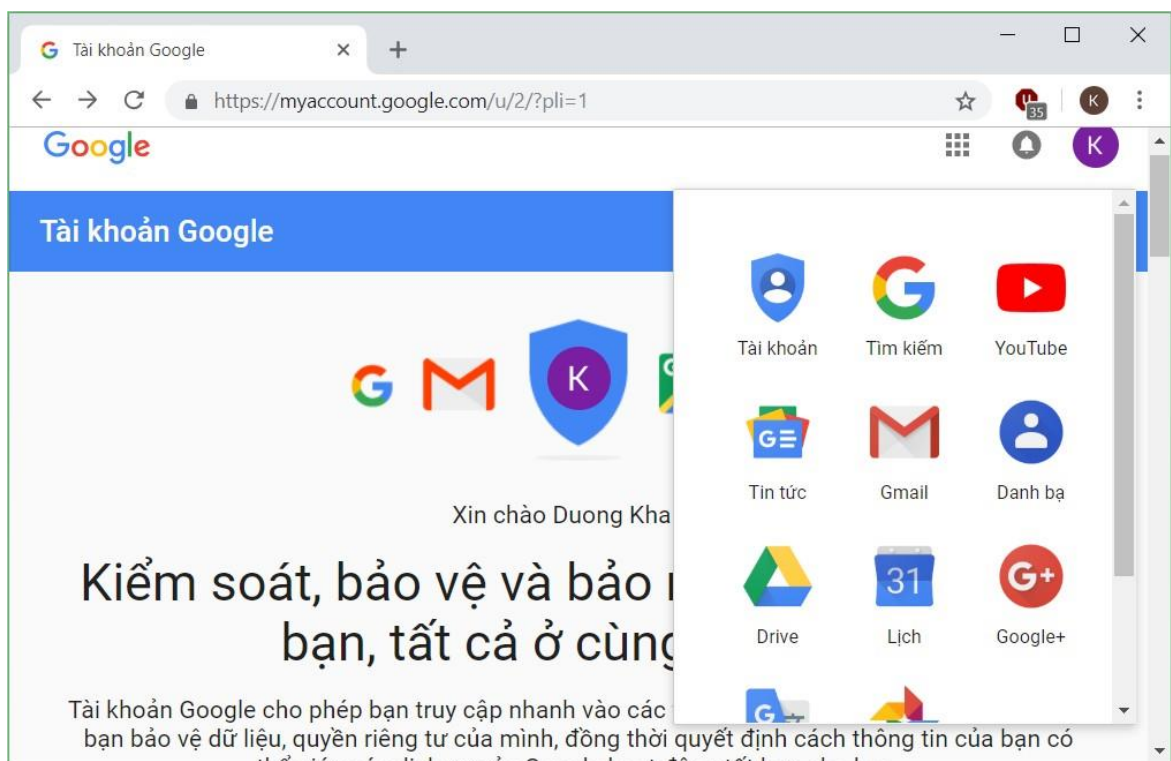 Tài khoản Google
https://myaccount.google.com/u/2/?pli=1
35
K
Google
K
Tài khoản Google
K
Xin chào Duong Kha
Kiểm soát, bảo vệ và bảo
bạn, tất cả ở cùng
Tài khoản Google cho phép bạn truy cập nhanh vào các
bạn bảo vệ dữ liệu, quyền riêng tư của mình, đồng thời quyết định cách thông tin của bạn có
Tài khoản Tìm kiếm YouTube
Tin tức Gmail Danh bạ
31 G+
Drive Lịch Google+